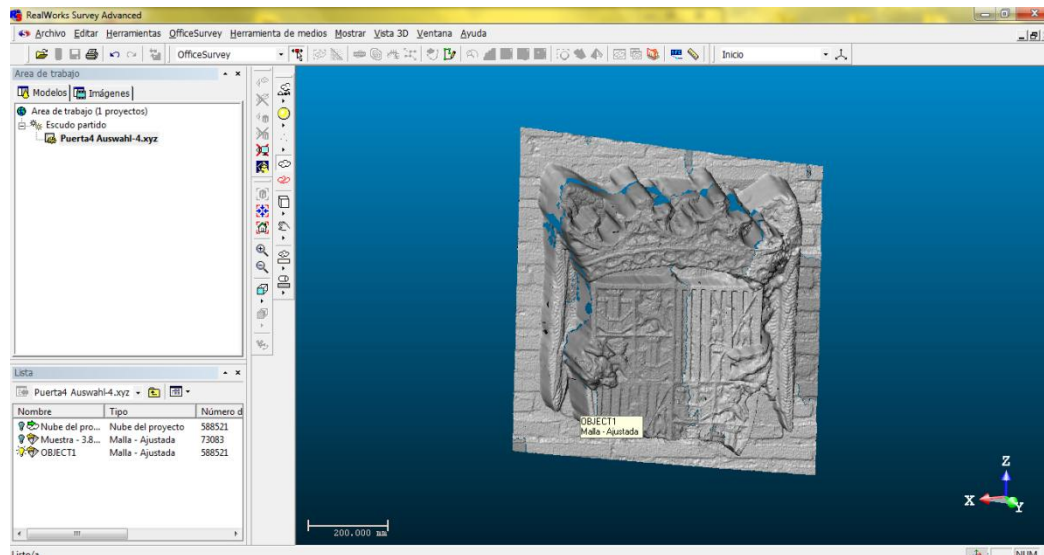 RealWorks Survey Advanced
Archivo Editar Herramientas OfficeSurvey Herramienta de medios Mostrar Vista 3D Ventana Ayuda
OfficeSurvey Inicio
Area de trabajo
Modelos Imágenes
Area de trabajo (1 proyectos)
Escudo partido
Puerta4 Auswahl-4.xyz
Lista
Puerta4 Auswahl-4.xyz
Nombre Tipo Número d
Nube del pro... Nube del proyecto 588521
Muestra - 3.8... Malla - Ajustada 73083
OBJECT1 Malla - Ajustada 588521
OBJECT1
Malla - Ajustada
Z
X
Y
200.000 mm
NUM